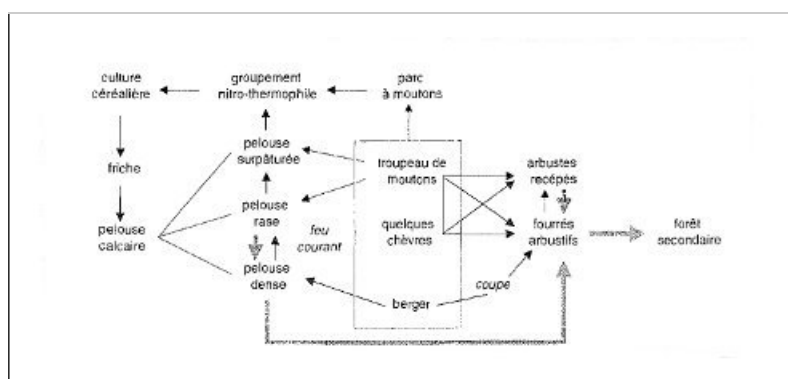 culture
céréalière
groupement
nitro-thermophile
parc
à moutons
pelouse
surpâturée
troupeau de
moutons
arbustes
recépés
friche
pelouse
rase
feu
courant
quelques
chèvres
fourrés
arbustifs
forêt
secondaire
pelouse
calcaire
pelouse
dense
coupe
berger